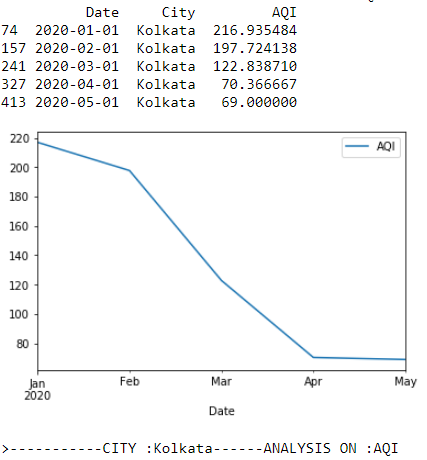 Date City AQI
74 2020-01-01 Kolkata 216.935484
157 2020-02-01 Kolkata 197.724138
241 2020-03-01 Kolkata 122.838710
327 2020-04-01 Kolkata 70.366667
413 2020-05-01 Kolkata 69.000000
AQI
220
200
180
160
140
120
100
80
Jan Feb Mar Apr May
2020
Date
>-----------CITY :Kolkata------ANALYSIS ON :AQI